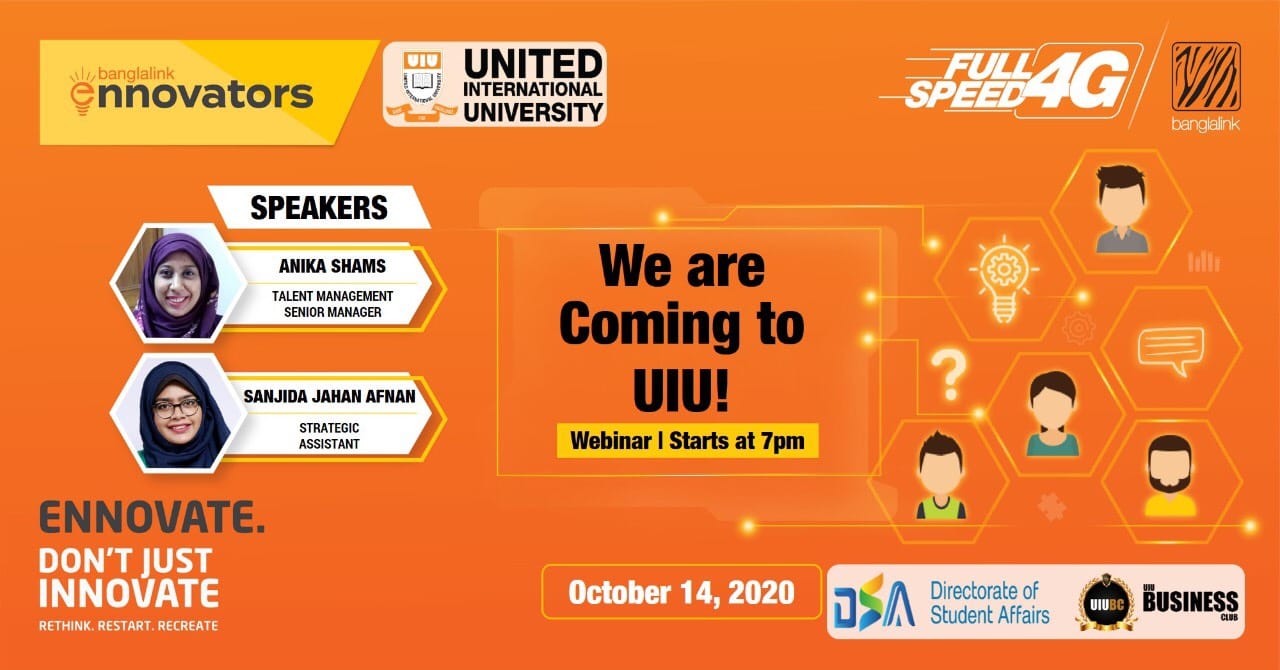 banglalink
ennovators
UIU
UNITED
INTERNATIONAL
UNIVERSITY
FULL
SPEED 4G
banglalink
SPEAKERS
ANIKA SHAMS
TALENT MANAGEMENT
SENIOR MANAGER
SANJIDA JAHAN AFNAN
STRATEGIC
ASSISTANT
We are
Coming to
UIU!
Webinar | Starts at 7pm
?
ENNOVATE.
DON'T JUST
INNOVATE
RETHINK. RESTART. RECREATE
October 14, 2020
DSA
Directorate of
Student Affairs
UIUBC
UIU
BUSINESS
CLUB